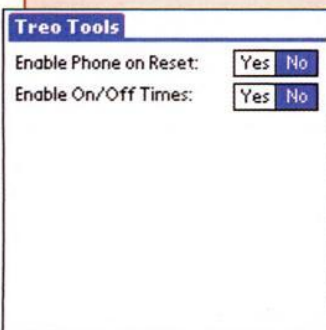 Treo Tools
Enable Phone on Reset: Yes No
Enable On/Off Times: Yes No